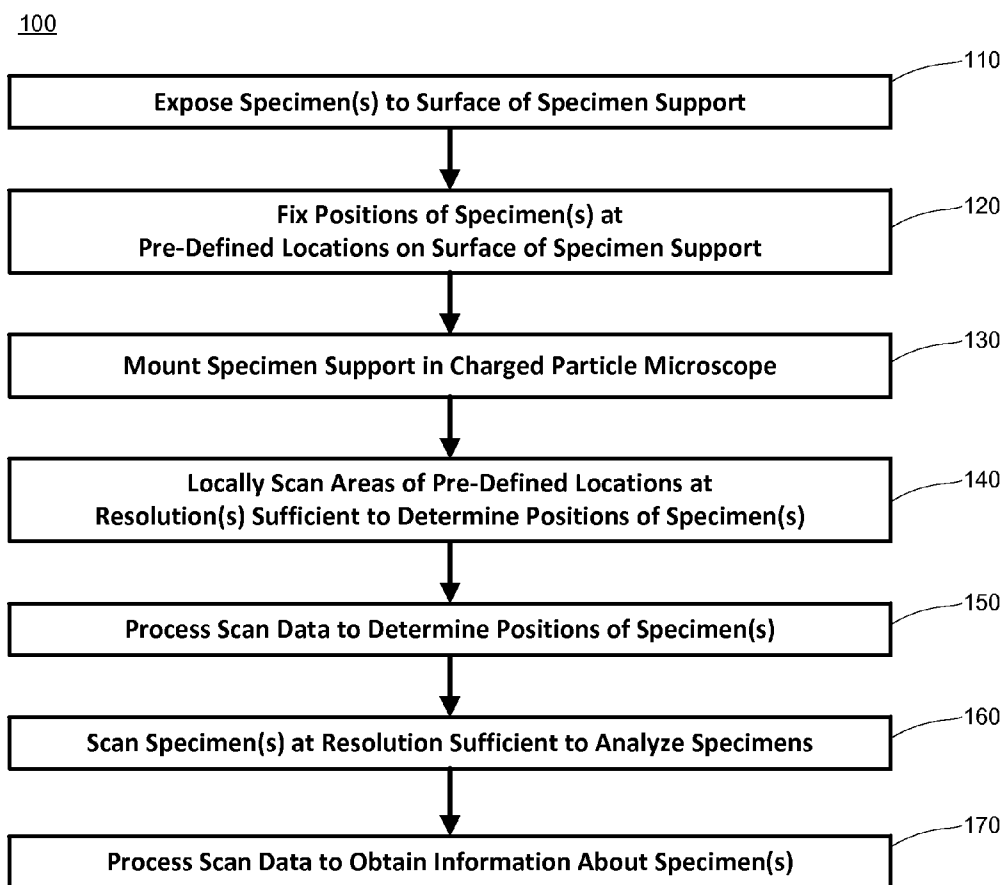 100
110
Expose Specimen(s) to Surface of Specimen Support
120
Fix Positions of Specimen(s) at
Pre-Defined Locations on Surface of Specimen Support
130
Mount Specimen Support in Charged Particle Microscope
140
Locally Scan Areas of Pre-Defined Locations at
Resolution(s) Sufficient to Determine Positions of Specimen(s)
150
Process Scan Data to Determine Positions of Specimen(s)
160
Scan Specimen(s) at Resolution Sufficient to Analyze Specimens
170
Process Scan Data to Obtain Information About Specimen(s)